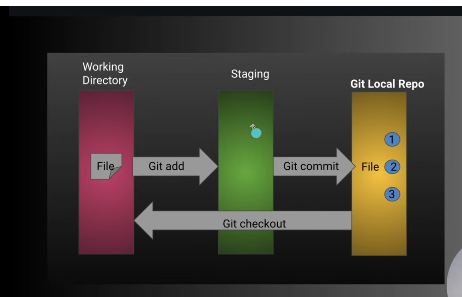 Working
Directory
Staging
Git Local Repo
File
Git add
Git commit
File
1
2
3
Git checkout